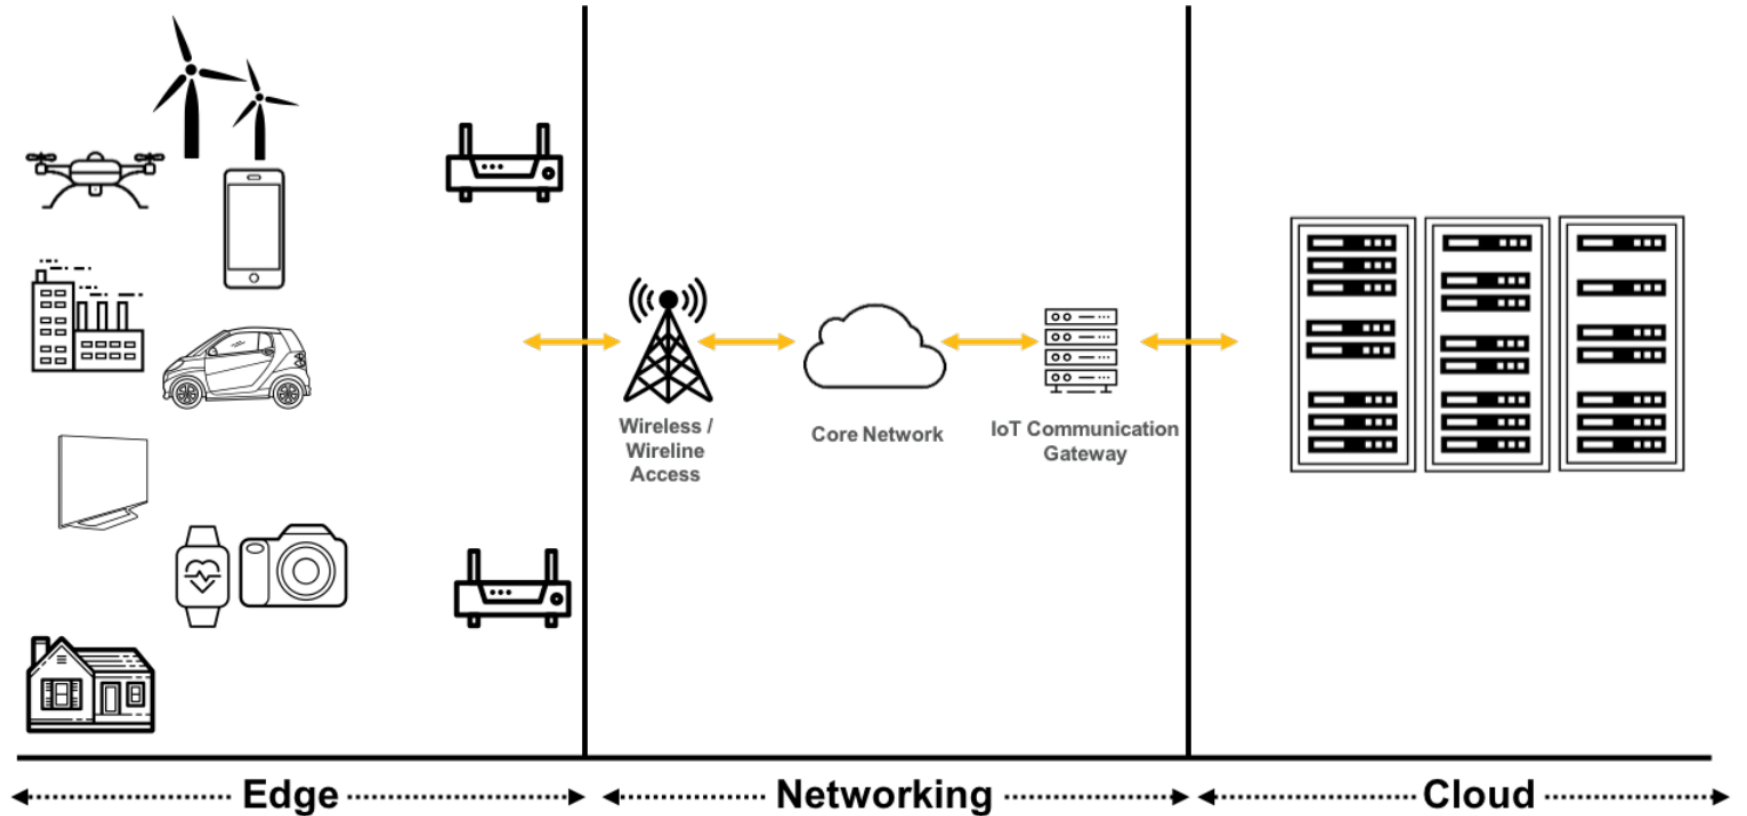 Wireless /
Wireline
Access
Core Network
IoT Communication
Gateway
Edge
Networking
Cloud